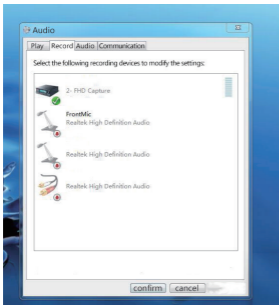 Audio
Play Record Audio Communication
Select the following recording devices to modify the settings:
2- FHD Capture
FrontMic
Realtek High Definition Audio
Realtek High Definition Audio
Realtek High Definition Audio
confirm cancel